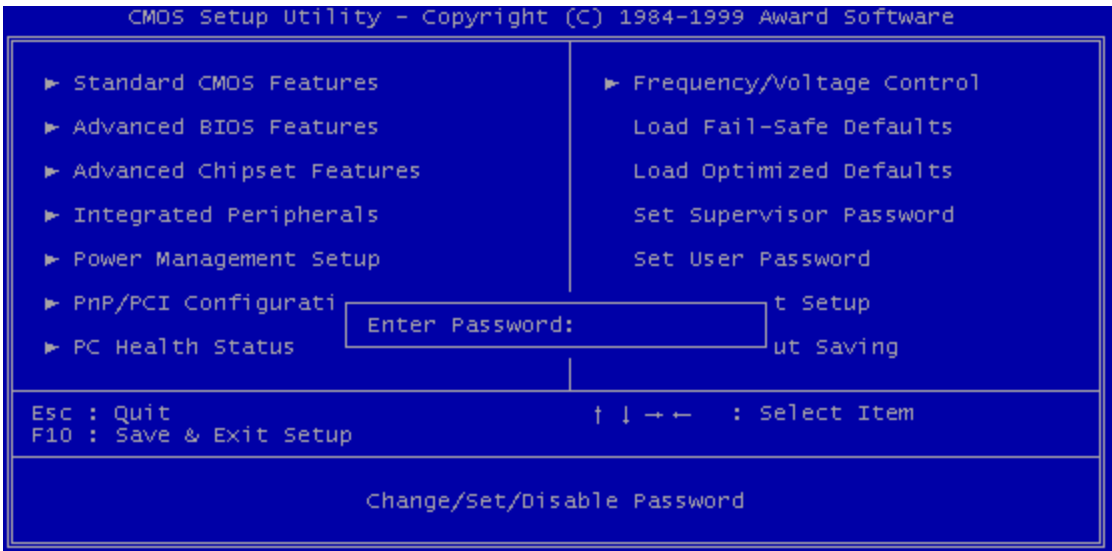 CMOS Setup Utility - Copyright (C) 1984-1999 Award Software
► Standard CMOS Features
► Advanced BIOS Features
► Advanced Chipset Features
► Integrated Peripherals
► Power Management Setup
► PnP/PCI Configurati
► PC Health Status
► Frequency/Voltage Control
Load Fail-Safe Defaults
Load Optimized Defaults
Set Supervisor Password
Set User Password
t Setup
ut Saving
Enter Password:
Esc : Quit
F10 : Save & Exit Setup
↑ ↓ → ← : Select Item
Change/Set/Disable Password